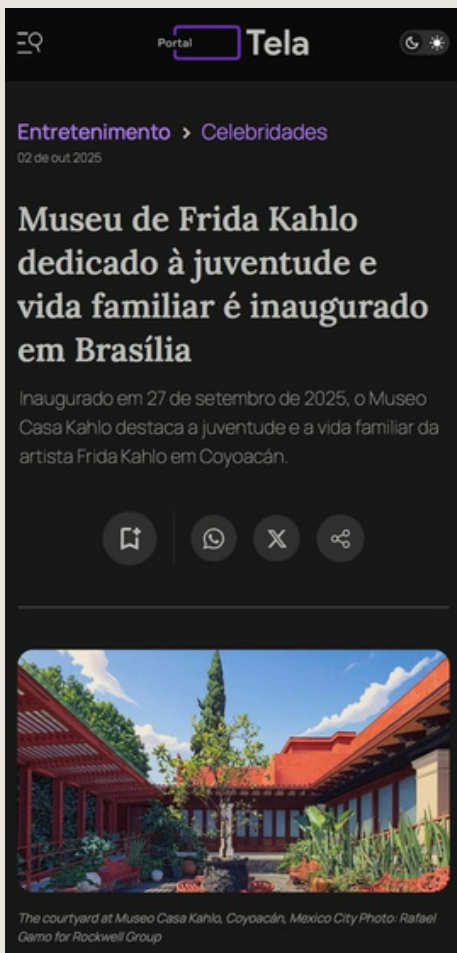 Portal Tela
Entretenimento > Celebridades
02 de out 2025
Museu de Frida Kahlo
dedicado à juventude e
vida familiar é inaugurado
em Brasília
Inaugurado em 27 de setembro de 2025, o Museo
Casa Kahlo destaca a juventude e a vida familiar da
artista Frida Kahlo em Coyoacán.
The courtyard at Museo Casa Kahlo, Coyoacán, Mexico City Photo: Rafael
Gamo for Rockwell Group